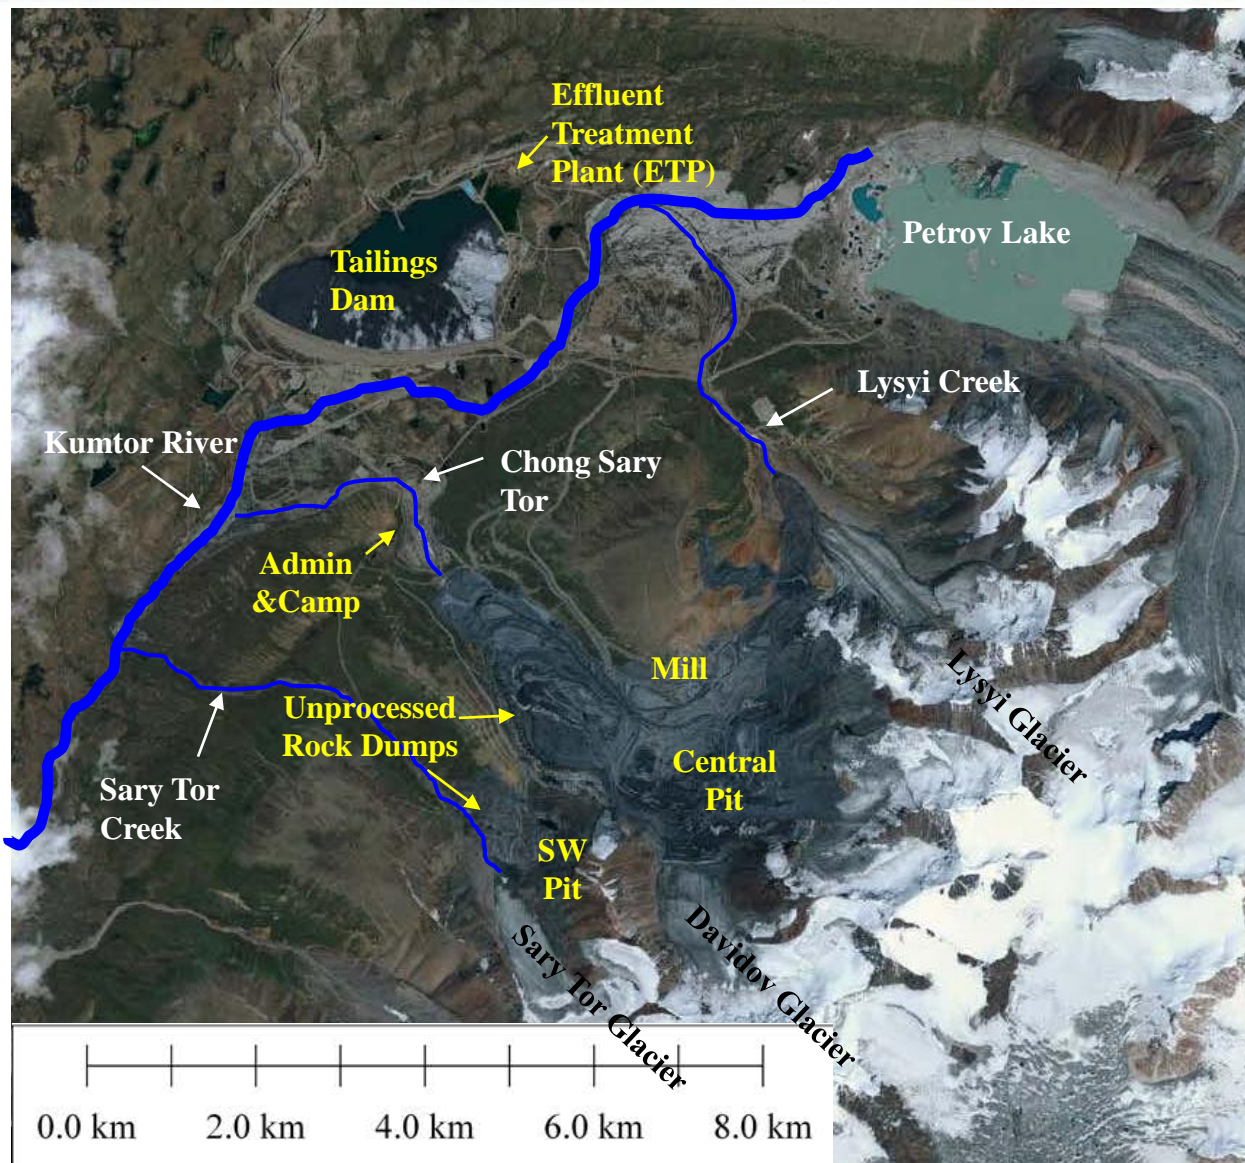 Effluent
Treatment
Plant (ETP)
Petrov Lake
Tailings
Dam
Lysyi Creek
Kumtor River
Chong Sary
Tor
Admin
&Camp
Mill
Lysyi Glacier
Unprocessed
Rock Dumps
Central
Pit
Sary Tor
Creek
SW
Pit
Davidov Glacier
Sary Tor Glacier
0.0 km
2.0 km
4.0 km
6.0 km
8.0 km